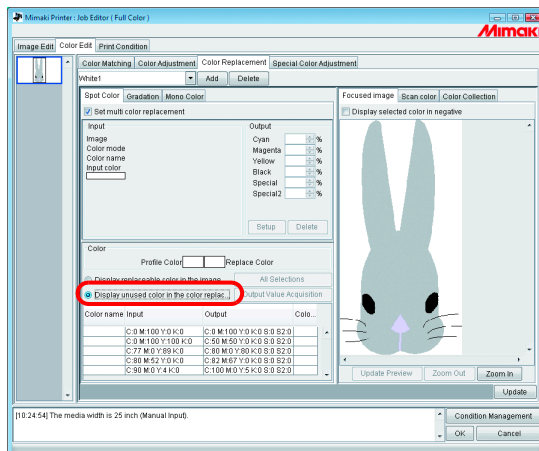 Mimaki Printer : Job Editor ( Full Color )
Mimaki
Image Edit Color Edit Print Condition
Color Matching Color Adjustment Color Replacement Special Color Adjustment
White1 Add Delete
Spot Color Gradation Mono Color
Set multi color replacement
Input Output
Image Cyan %
Color mode Magenta %
Color name Yellow %
Input color Black %
Special %
Special2 %
Setup Delete
Color
Profile Color Replace Color
Display replaceable color in the image All Selections
Display unused color in the color replac... Output Value Acquisition
Color name Input Output Colo...
C:0 M:100 Y:0 K:0 C:0 M:100 Y:0 K:0 S:0 S2:0
C:0 M:100 Y:100 K:0 C:50 M:50 Y:0 K:0 S:0 S2:0
C:77 M:0 Y:89 K:0 C:80 M:0 Y:80 K:0 S:0 S2:0
C:80 M:52 Y:0 K:0 C:82 M:67 Y:0 K:0 S:0 S2:0
C:90 M:0 Y:4 K:0 C:100 M:0 Y:5 K:0 S:0 S2:0
Focused image Scan color Color Collection
Display selected color in negative
Update Preview Zoom Out Zoom In
Update
[10:24:54] The media width is 25 inch (Manual Input).
Condition Management
OK Cancel